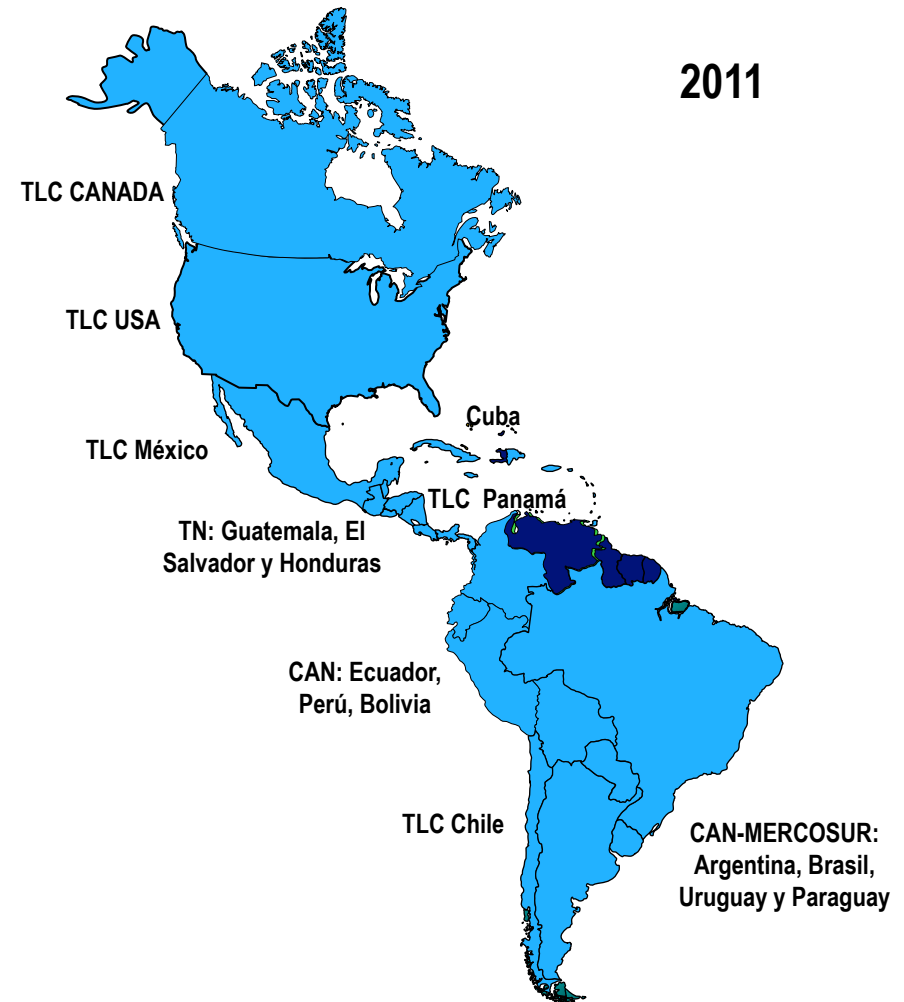 2011
TLC CANADA
TLC USA
Cuba
TLC México
TLC Panamá
TN: Guatemala, El
Salvador y Honduras
CAN: Ecuador,
Perú, Bolivia
TLC Chile
CAN-MERCOSUR:
Argentina, Brasil,
Uruguay y Paraguay